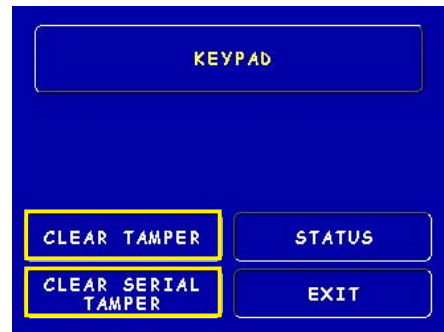 KEYPAD
CLEAR TAMPER
STATUS
CLEAR SERIAL
TAMPER
EXIT